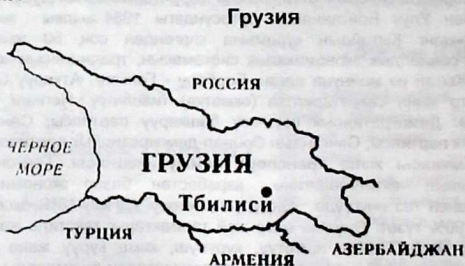 Грузия
РОССИЯ
ЧЕРНОЕ
МОРЕ
ГРУЗИЯ
Тбилиси
ТУРЦИЯ
АРМЕНИЯ
АЗЕРБАЙДЖАН